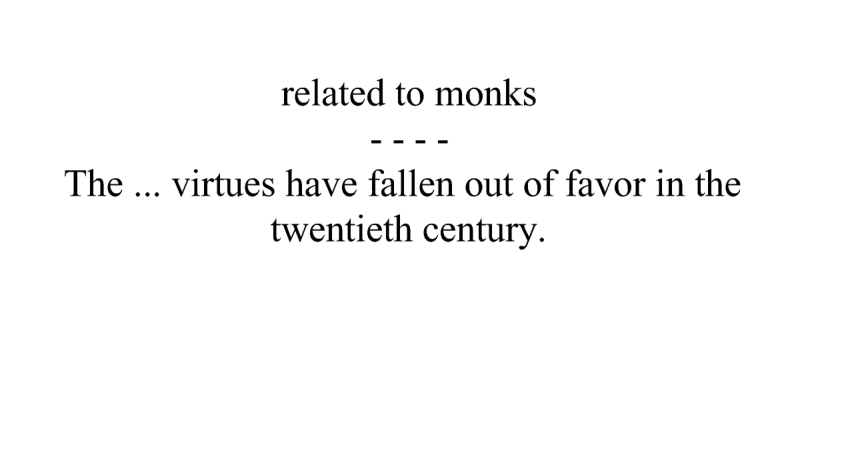 related to monks
- - - -
The ... virtues have fallen out of favor in the
twentieth century.